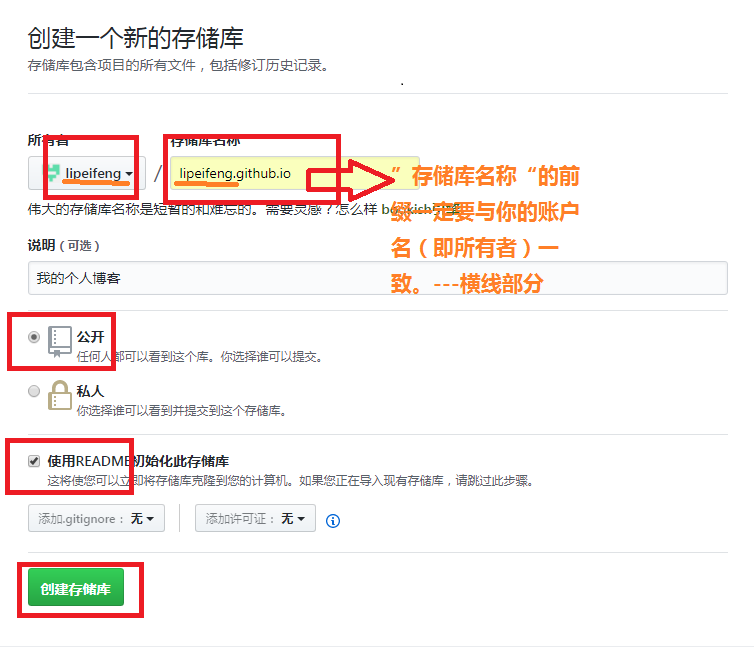 创建一个新的存储库
存储库包含项目的所有文件，包括修订历史记录。
所有者
存储库名称
lipeifeng / lipeifeng.github.io
”存储库名称“的前
缀一定要与你的账户
名（即所有者）一
致。---横线部分
伟大的存储库名称是短暂的和难忘的。需要灵感？怎么样
说明（可选）
我的个人博客
公开
任何人都可以看到这个库。你选择谁可以提交。
私人
你选择谁可以看到并提交到这个存储库。
使用README初始化此存储库
这将使您可以立即将存储库克隆到您的计算机。如果您正在导入现有存储库，请跳过此步骤。
添加.gitignore：无 添加许可证：无
创建存储库